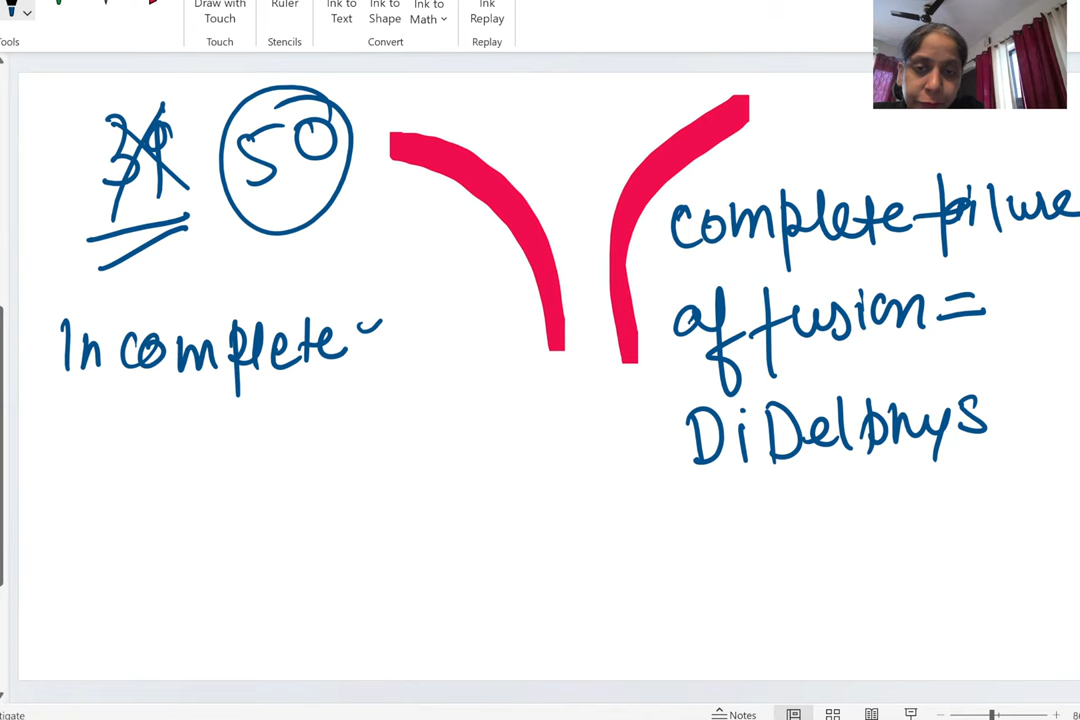 Draw with Touch
Ruler
Ink to Text
Ink to Shape
Ink to Math
Ink Replay
Tools
Touch
Stencils
Convert
Replay
50
complete failure
of fusion =
DiDelphys
Incomplete
Notes